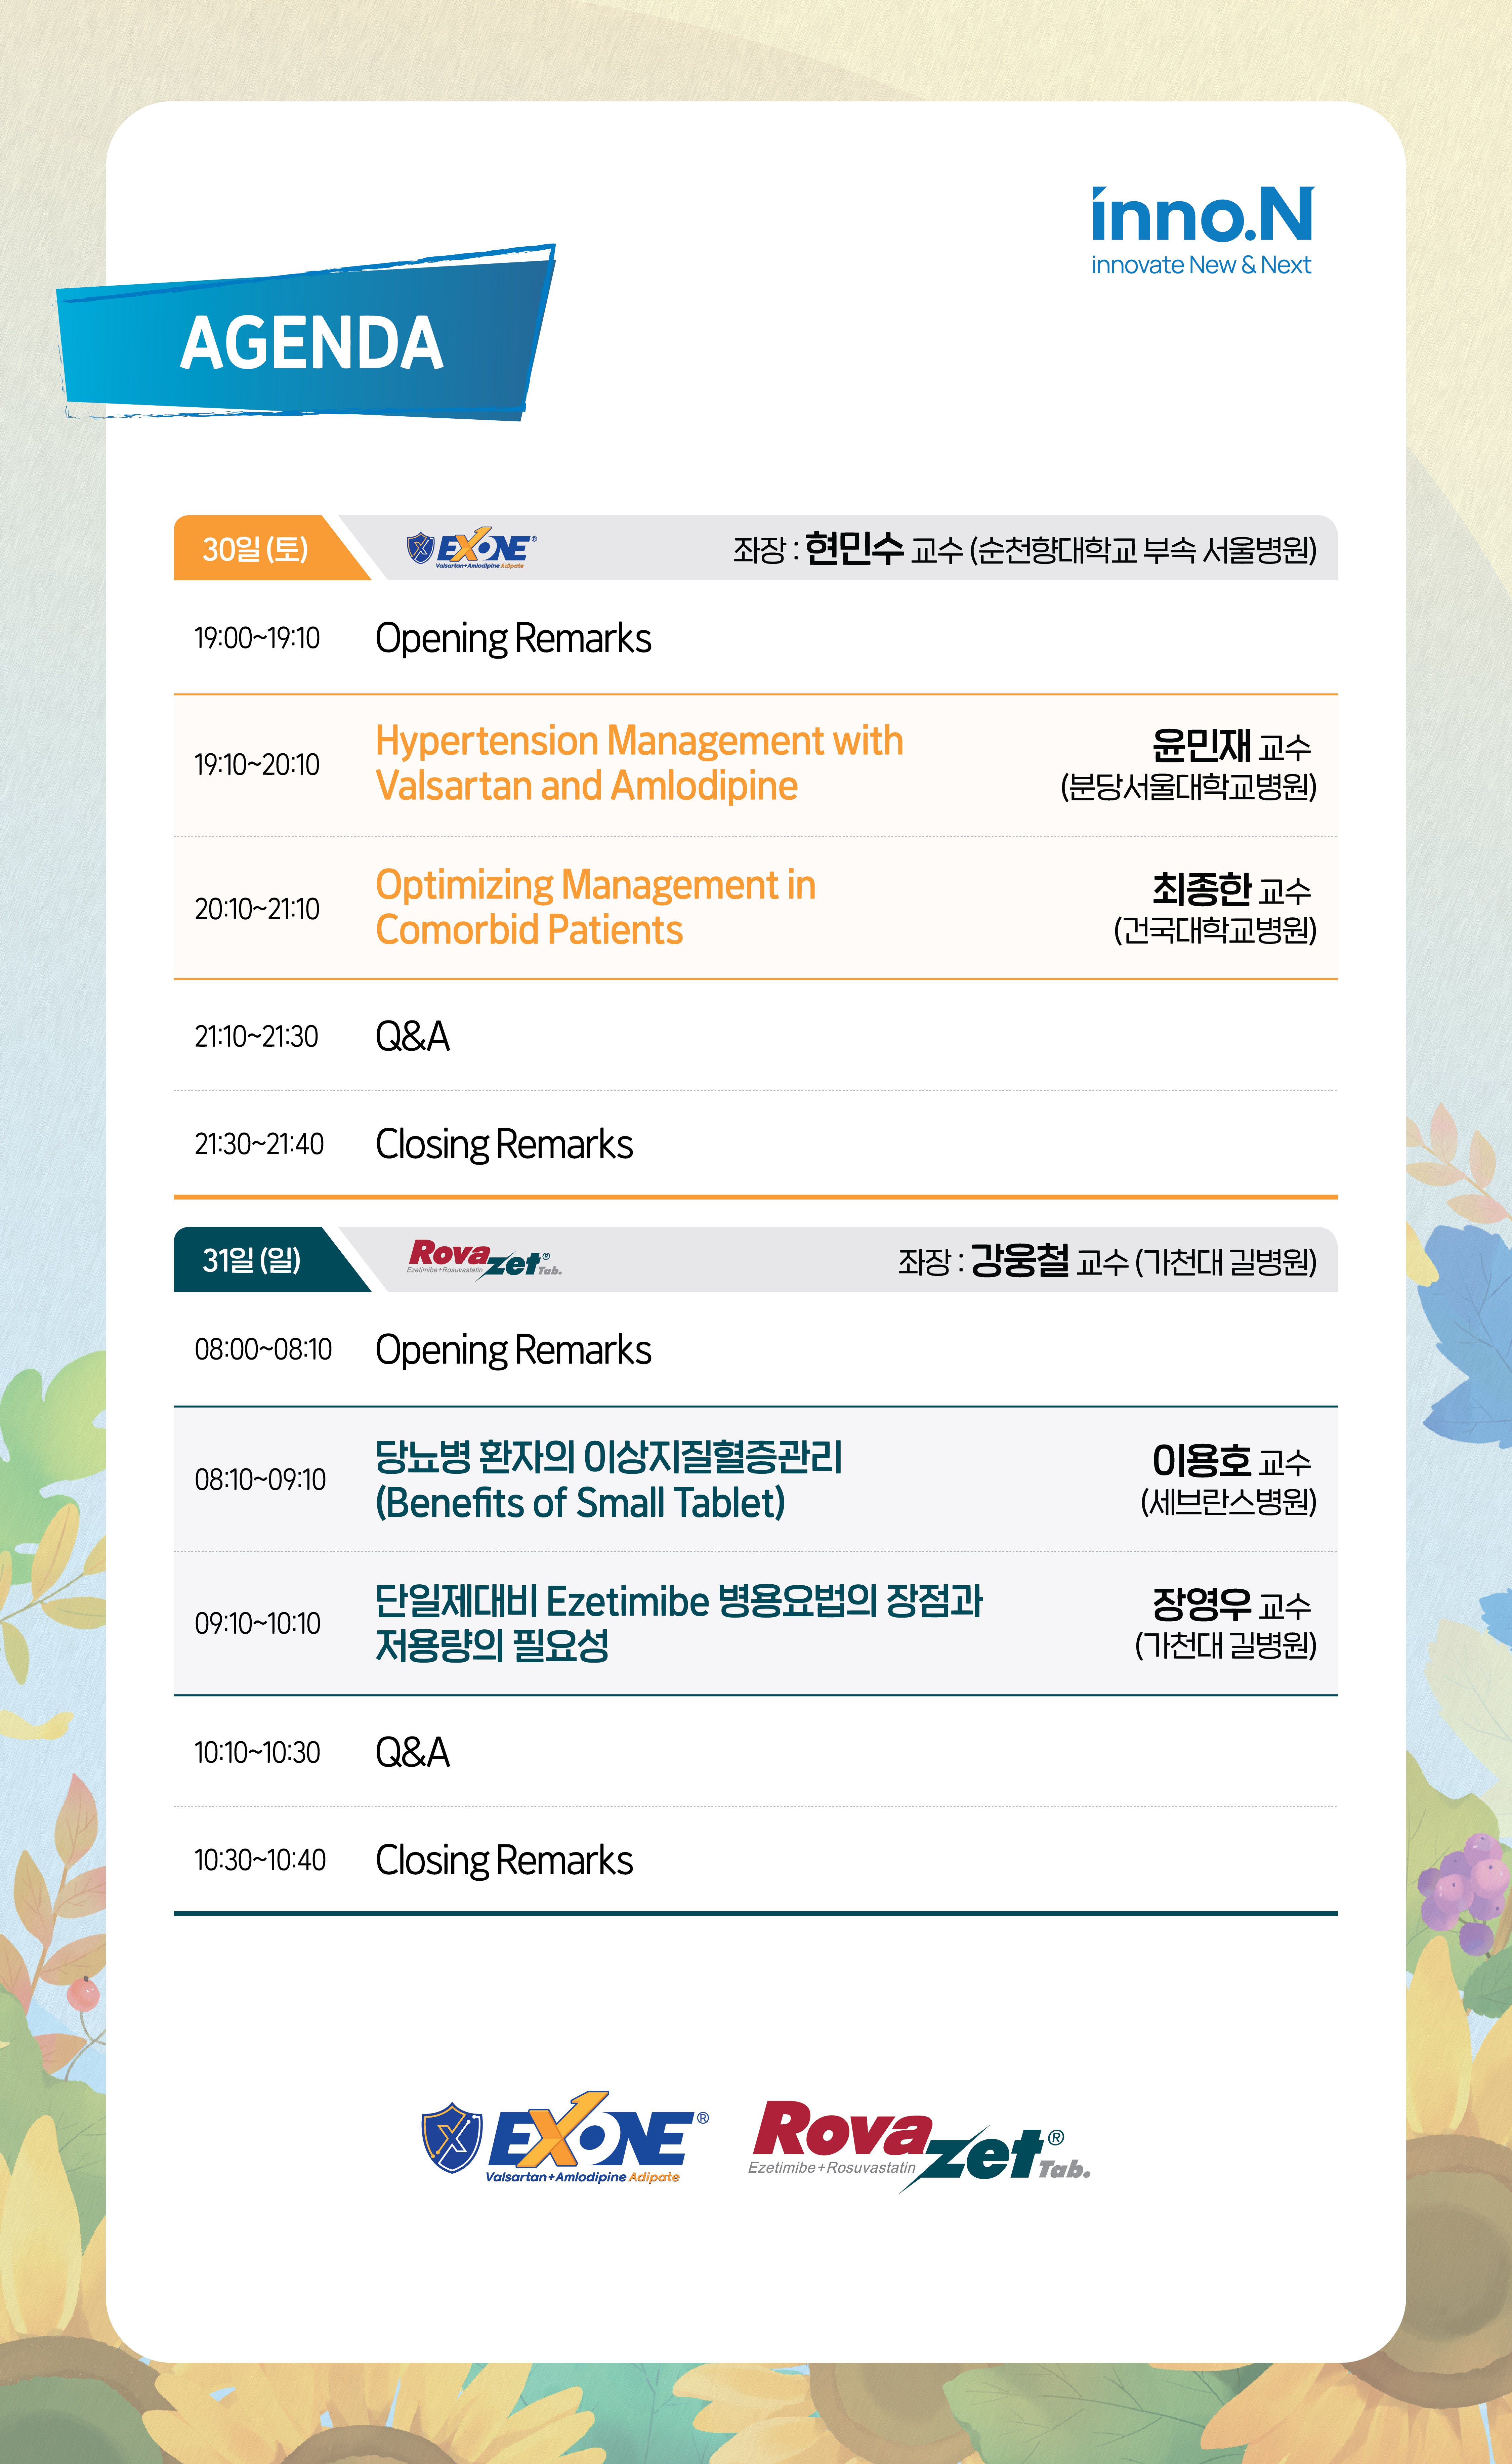 inno.N
innovate New & Next
AGENDA
30일 (토)
EXONE®
Valsartan+Amlodipine Adipate
좌장 : 현민수 교수 (순천향대학교 부속 서울병원)
19:00~19:10
Opening Remarks
19:10~20:10
Hypertension Management with
Valsartan and Amlodipine
윤민재 교수
(분당서울대학교병원)
20:10~21:10
Optimizing Management in
Comorbid Patients
최종한 교수
(건국대학교병원)
21:10~21:30
Q&A
21:30~21:40
Closing Remarks
31일 (일)
Rovazet® Tab.
Ezetimibe+Rosuvastatin
좌장 : 강웅철 교수 (가천대 길병원)
08:00~08:10
Opening Remarks
08:10~09:10
당뇨병 환자의 이상지질혈증관리
(Benefits of Small Tablet)
이용호 교수
(세브란스병원)
09:10~10:10
단일제대비 Ezetimibe 병용요법의 장점과
저용량의 필요성
장영우 교수
(가천대 길병원)
10:10~10:30
Q&A
10:30~10:40
Closing Remarks
X EXONE®
Valsartan+Amlodipine Adipate
Rovazet® Tab.
Ezetimibe+Rosuvastatin